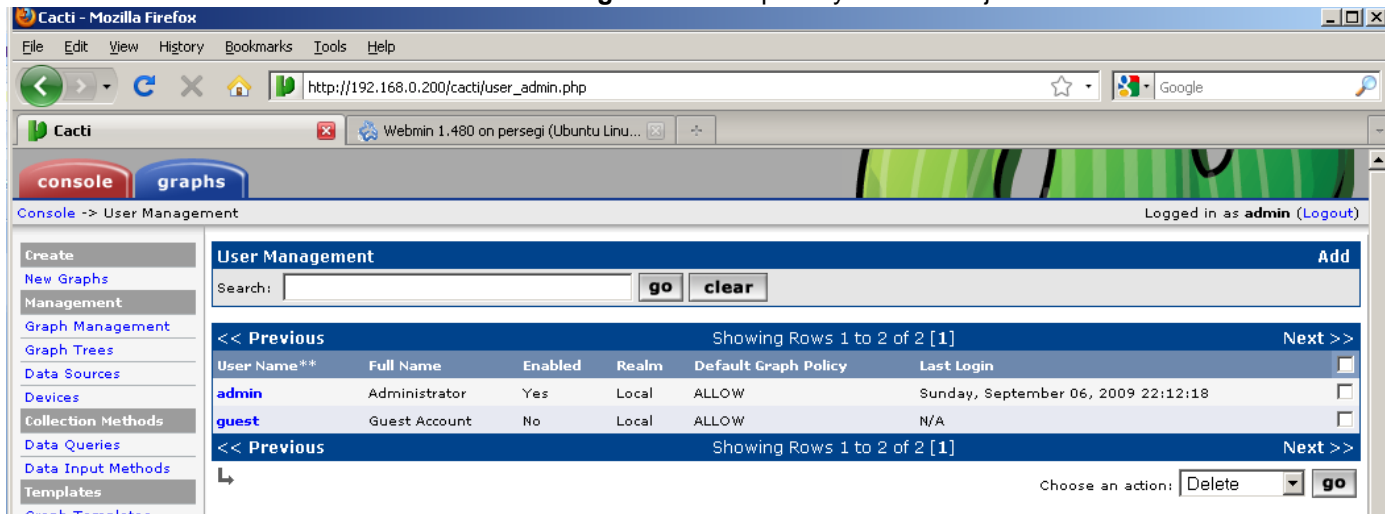 Cacti - Mozilla Firefox
File Edit View History Bookmarks Tools Help
http://192.168.0.200/cacti/user_admin.php
Google
Cacti
Webmin 1.480 on persegi (Ubuntu Linu...
console graphs
Console -> User Management
Logged in as admin (Logout)
Create
New Graphs
Management
Graph Management
Graph Trees
Data Sources
Devices
Collection Methods
Data Queries
Data Input Methods
Templates
User Management Add
Search: go clear
<< Previous Showing Rows 1 to 2 of 2 [1] Next >>
User Name** Full Name Enabled Realm Default Graph Policy Last Login
admin Administrator Yes Local ALLOW Sunday, September 06, 2009 22:12:18
guest Guest Account No Local ALLOW N/A
<< Previous Showing Rows 1 to 2 of 2 [1] Next >>
Choose an action: Delete go